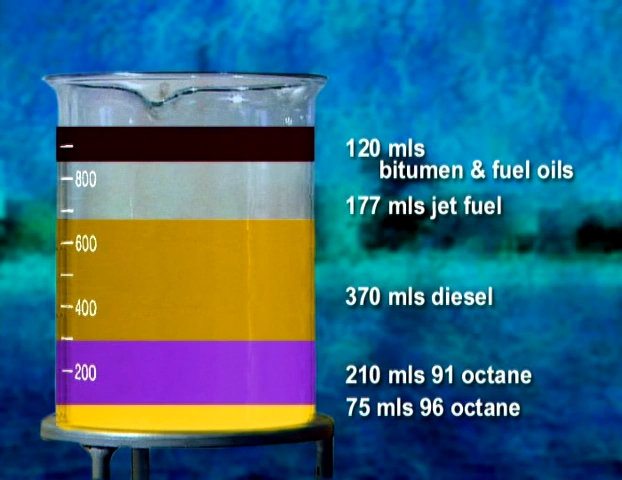 120 mls
bitumen & fuel oils
800
177 mls jet fuel
600
370 mls diesel
400
200
210 mls 91 octane
75 mls 96 octane